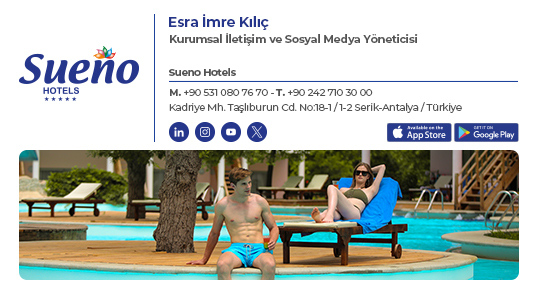 Esra İmre Kılıç
Kurumsal İletişim ve Sosyal Medya Yöneticisi
Sueno
HOTELS
Sueno Hotels
M. +90 531 080 76 70 - T. +90 242 710 30 00
Kadriye Mh. Taşlıburun Cd. No:18-1 / 1-2 Serik-Antalya / Türkiye
in
X
Available on the
App Store
GET IT ON
Google Play